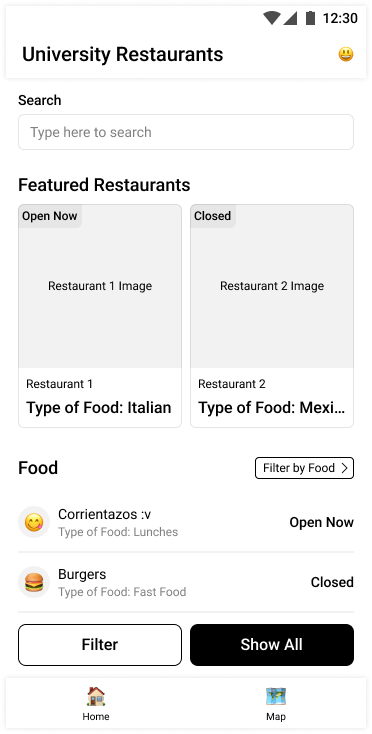 12:30
University Restaurants
Search
Type here to search
Featured Restaurants
Open Now
Restaurant 1 Image
Restaurant 1
Type of Food: Italian
Closed
Restaurant 2 Image
Restaurant 2
Type of Food: Mexi...
Food
Filter by Food
Corrientazos :v
Type of Food: Lunches
Open Now
Burgers
Type of Food: Fast Food
Closed
Filter
Show All
Home
Map